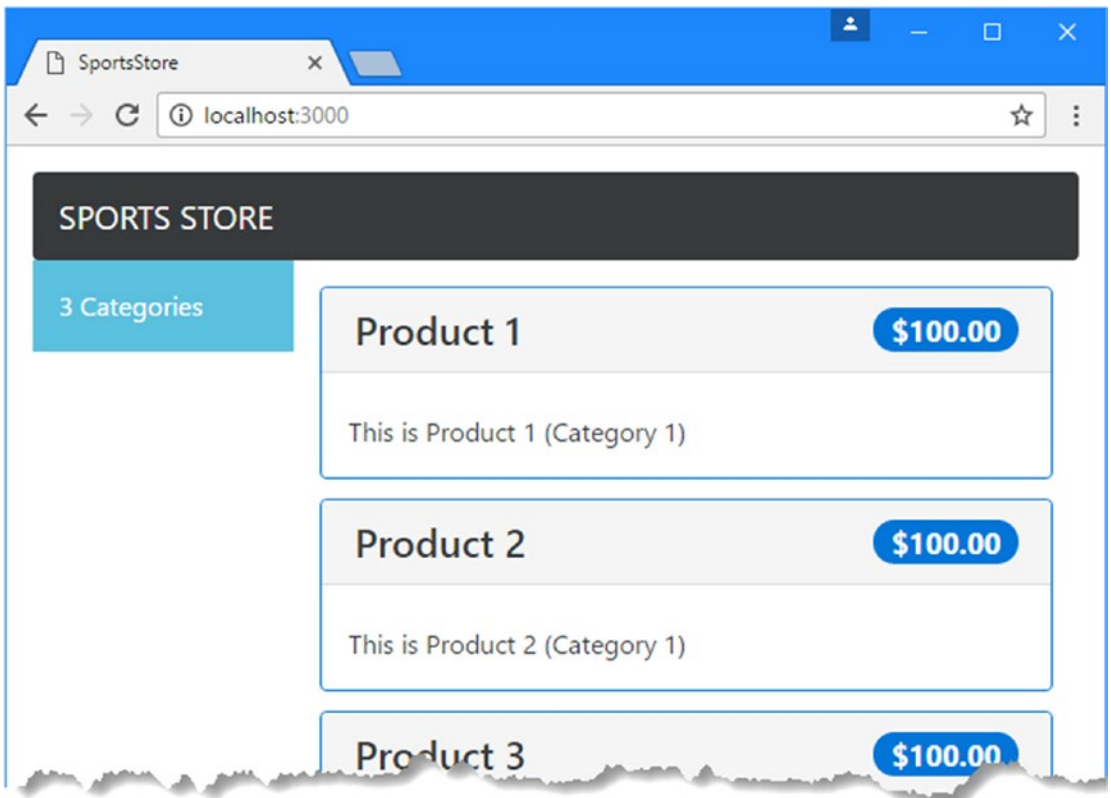 SportsStore
localhost:3000
SPORTS STORE
3 Categories
Product 1 $100.00
This is Product 1 (Category 1)
Product 2 $100.00
This is Product 2 (Category 1)
Product 3 $100.00